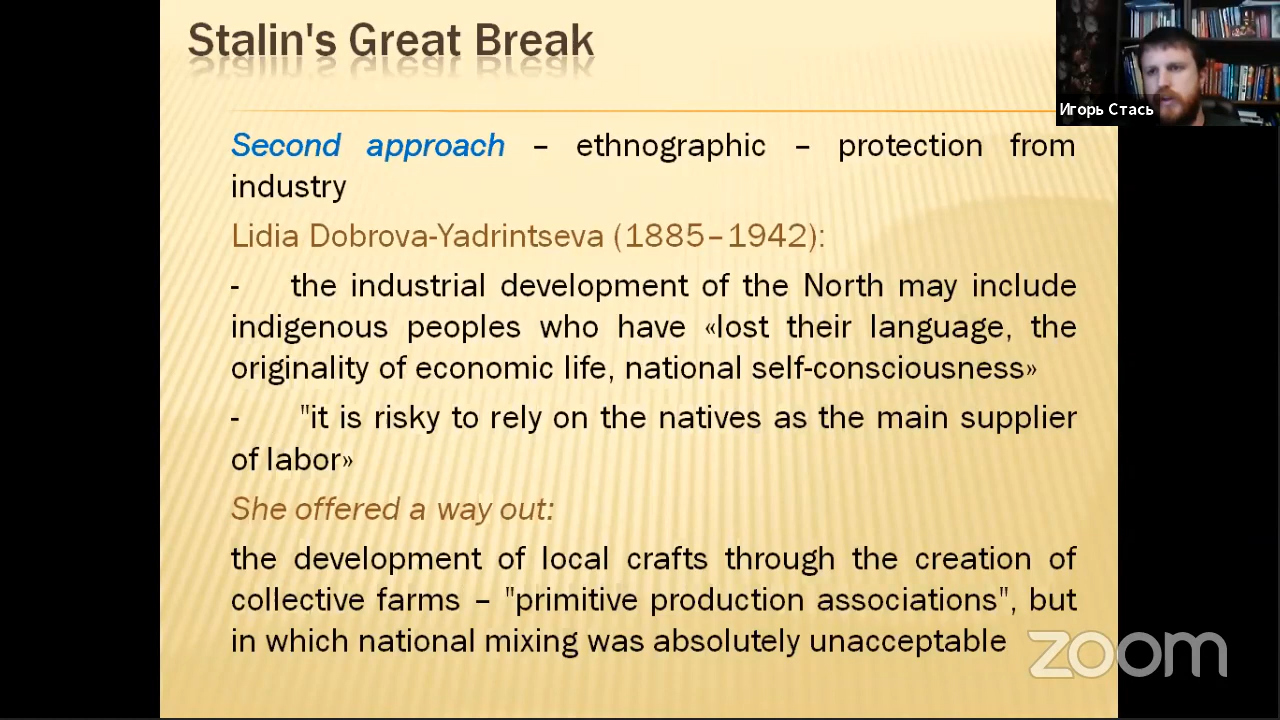 Stalin's Great Break
Игорь Стась
Second approach – ethnographic – protection from
industry
Lidia Dobrova-Yadrintseva (1885–1942):
- the industrial development of the North may include
indigenous peoples who have «lost their language, the
originality of economic life, national self-consciousness»
- "it is risky to rely on the natives as the main supplier
of labor»
She offered a way out:
the development of local crafts through the creation of
collective farms – "primitive production associations", but
in which national mixing was absolutely unacceptable
zoom